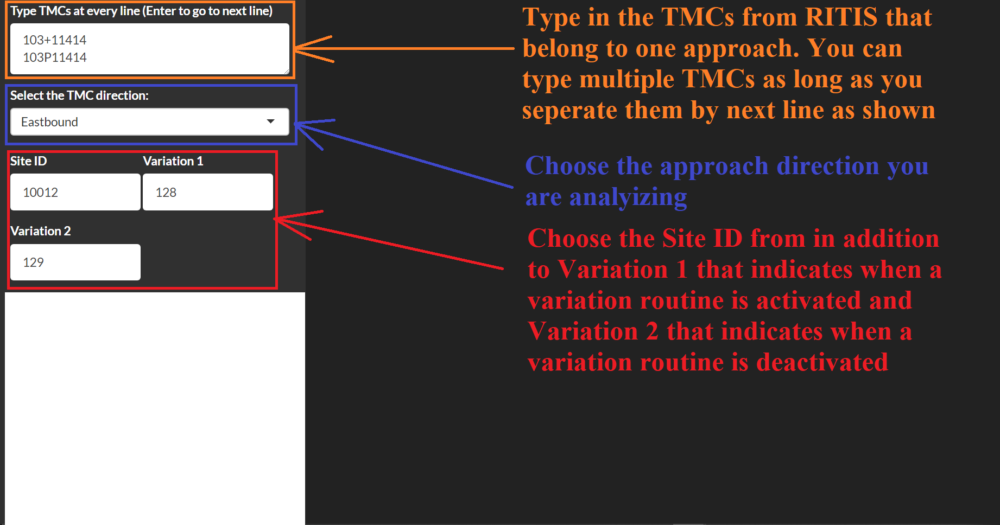 Type TMCs at every line (Enter to go to next line)
103+11414
103P11414
Select the TMC direction:
Eastbound
Site ID
Variation 1
10012
128
Variation 2
129
Type in the TMCs from RITIS that
belong to one approach. You can
type multiple TMCs as long as you
seperate them by next line as shown
Choose the approach direction you
are analyizing
Choose the Site ID from in addition
to Variation 1 that indicates when a
variation routine is activated and
Variation 2 that indicates when a
variation routine is deactivated